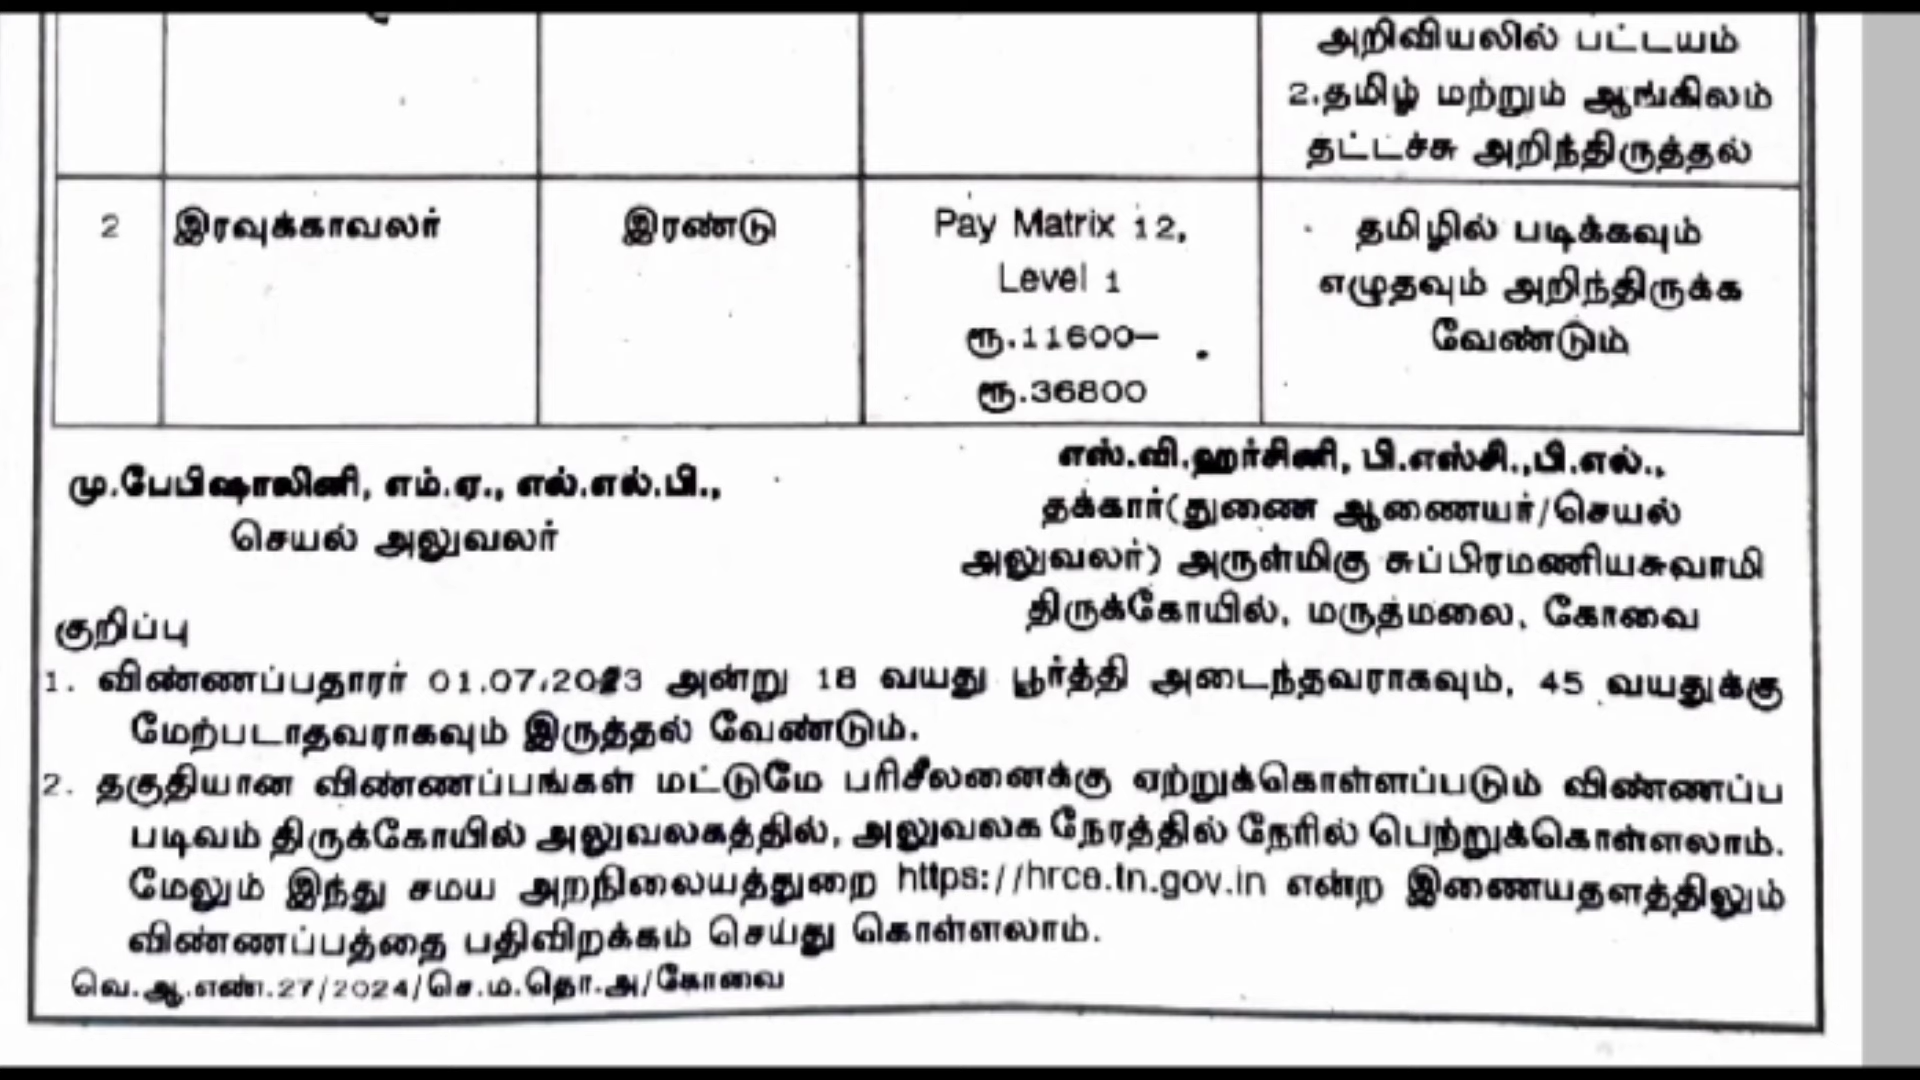 அறிவியலில் பட்டயம்
2.தமிழ் மற்றும் ஆங்கிலம்
தட்டச்சு அறிந்திருத்தல்
2 இரவுக்காவலர் இரண்டு Pay Matrix 12, தமிழில் படிக்கவும்
Level 1 எழுதவும் அறிந்திருக்க
ரூ.11600– வேண்டும்
ரூ.36800
மு.பேபிஷாலினி, எம்.ஏ., எல்.எல்.பி.,
செயல் அலுவலர்
எஸ்.வி.ஹர்சினி, பி.எஸ்சி.,பி.எல்.,
தக்கார்(துணை ஆணையர்/செயல்
அலுவலர்) அருள்மிகு சுப்பிரமணியசுவாமி
திருக்கோயில், மருதமலை, கோவை
குறிப்பு
1. விண்ணப்பதாரர் 01.07.2023 அன்று 18 வயது பூர்த்தி அடைந்தவராகவும், 45 வயதுக்கு
மேற்படாதவராகவும் இருத்தல் வேண்டும்.
2. தகுதியான விண்ணப்பங்கள் மட்டுமே பரிசீலனைக்கு ஏற்றுக்கொள்ளப்படும் விண்ணப்ப
படிவம் திருக்கோயில் அலுவலகத்தில், அலுவலக நேரத்தில் நேரில் பெற்றுக்கொள்ளலாம்.
மேலும் இந்து சமய அறநிலையத்துறை https://hrce.tn.gov.in என்ற இணையதளத்திலும்
விண்ணப்பத்தை பதிவிறக்கம் செய்து கொள்ளலாம்.
வெ.ஆ.எண்.27/2024/செ.ம.தொ.அ/கோவை